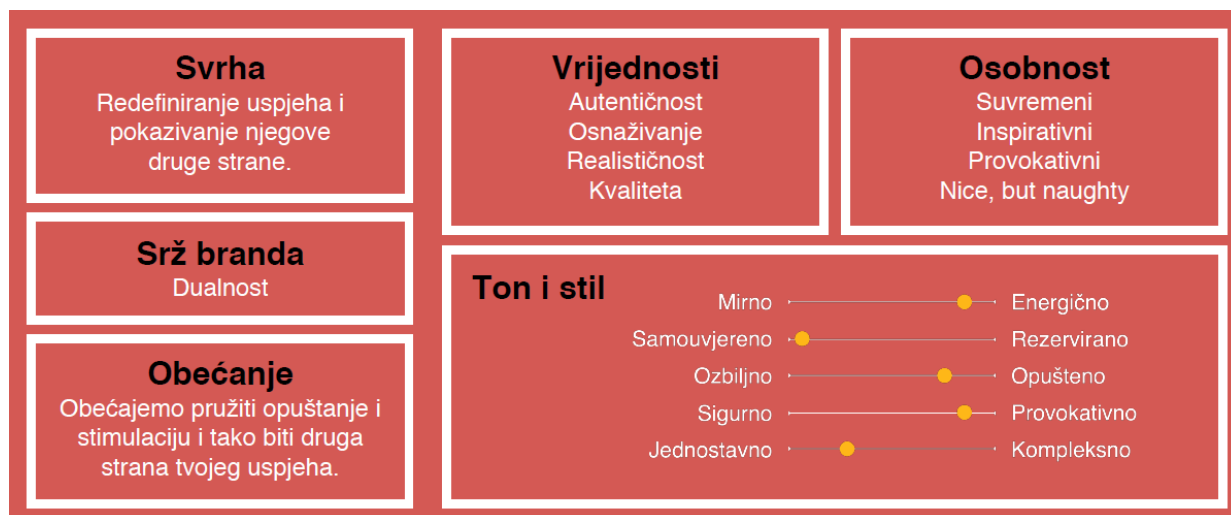 Svrha
Redefiniranje uspjeha i
pokazivanje njegove
druge strane.
Srž branda
Dualnost
Obećanje
Obećajemo pružiti opuštanje i
stimulaciju i tako biti druga
strana tvojeg uspjeha.
Vrijednosti
Autentičnost
Osnaživanje
Realističnost
Kvaliteta
Osobnost
Suvremeni
Inspirativni
Provokativni
Nice, but naughty
Ton i stil
Mirno Energično
Samouvjereno Rezervirano
Ozbiljno Opušteno
Sigurno Provokativno
Jednostavno Kompleksno